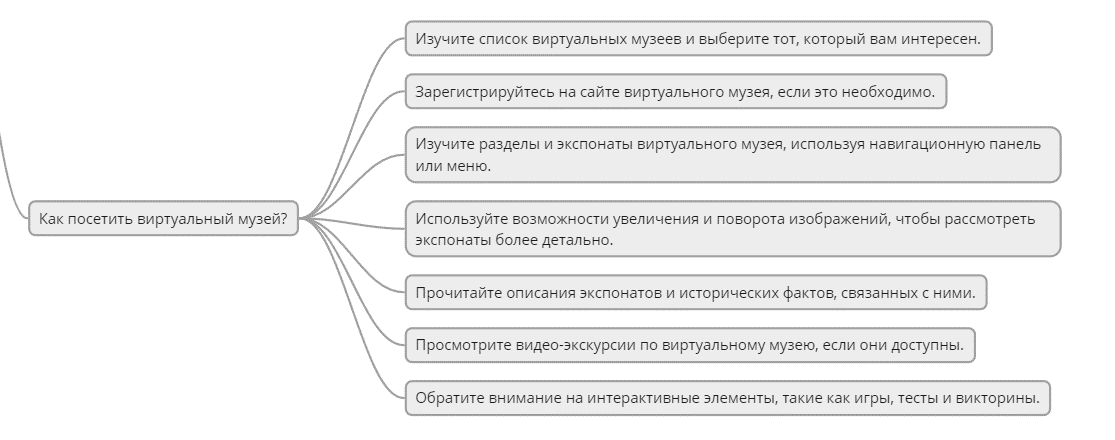 Изучите список виртуальных музеев и выберите тот, который вам интересен.
Зарегистрируйтесь на сайте виртуального музея, если это необходимо.
Изучите разделы и экспонаты виртуального музея, используя навигационную панель
или меню.
Как посетить виртуальный музей?
Используйте возможности увеличения и поворота изображений, чтобы рассмотреть
экспонаты более детально.
Прочитайте описания экспонатов и исторических фактов, связанных с ними.
Просмотрите видео-экскурсии по виртуальному музею, если они доступны.
Обратите внимание на интерактивные элементы, такие как игры, тесты и викторины.